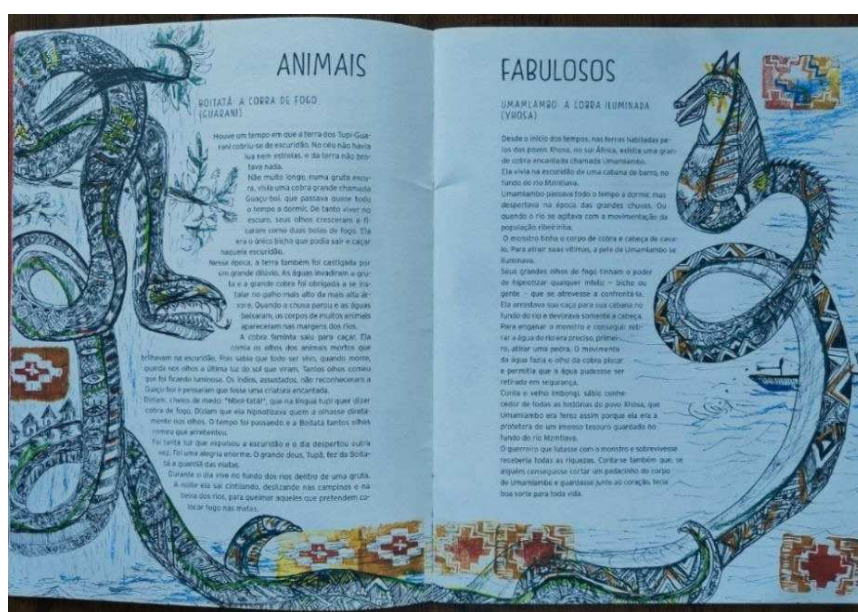 ANIMAIS
BOITATÁ: A COBRA DE FOGO
(GUARANI)
Houve um tempo em que a terra dos Tupi-Gua-
rani cobriu-se de escuridão. No céu não havia
lua nem estrelas, e da terra não bro-
tava nada.
Não muito longe, numa gruta escu-
ra, vivia uma cobra grande chamada
Guaçu-boi, que passava quase todo
o tempo a dormir. De tanto viver no
escuro, seus olhos cresceram e fi-
caram como duas bolas de fogo. Ela
era o único bicho que podia sair e caçar
naquela escuridão.
Nessa época, a terra também foi castigada por
um grande dilúvio. As águas invadiram a gru-
ta e a grande cobra foi obrigada a se ins-
talar no galho mais alto da mais alta ár-
vore. Quando a chuva parou e as águas
baixaram, os corpos de muitos animais
apareceram nas margens dos rios.
A cobra faminta saiu para caçar. Ela
comia os olhos dos animais mortos que
brilhavam na escuridão. Pois sabia que todo ser vivo, quando morre,
guarda nos olhos a última luz do sol que viram. Tantos olhos comeu
que foi ficando luminosa. Os índios, assustados, não reconheceram a
Guaçu-boi e pensaram que fosse uma criatura encantada.
Diziam, cheios de medo: "Mboi-tatá!", que na língua tupi quer dizer
cobra de fogo. Diziam que ela hipnotizava quem a olhasse direta-
mente nos olhos. O tempo foi passando e a Boitatá tantos olhos
comeu que arrebentou.
Foi tanta luz que expulsou a escuridão e o dia despertou outra
vez. Foi uma alegria enorme. O grande deus, Tupã, fez da Boita-
tá a guardiã das matas.
Durante o dia vive no fundo dos rios dentro de uma gruta.
À noite ela sai cintilando, deslizando nas campinas e na
beira dos rios, para queimar aqueles que pretendem co-
locar fogo nas matas.
FABULOSOS
UMAMLAMBO: A COBRA ILUMINADA
(XHOSA)
Desde o início dos tempos, nas terras habitadas pe-
los dos povos Xhosa, no sul África, existia uma gran-
de cobra encantada chamada Umamlambo.
Ela vivia na escuridão de uma cabana de barro, no
fundo do rio Mzintlava.
Umamlambo passava todo o tempo a dormir, mas
despertava na época das grandes chuvas. Ou
quando o rio se agitava com a movimentação da
população ribeirinha.
O monstro tinha o corpo de cobra e cabeça de cava-
lo. Para atrair suas vítimas, a pele de Umamlambo se
iluminava.
Seus grandes olhos de fogo tinham o poder
de hipnotizar qualquer infeliz – bicho ou
gente – que se atrevesse a confrontá-la.
Ela arrastava sua caça para sua cabana no
fundo do rio e devorava somente a cabeça.
Para enganar o monstro e conseguir reti-
rar a água do rio era preciso, primei-
ro, atirar uma pedra. O movimento
da água fazia o olho da cobra piscar
e permitia que a água pudesse ser
retirada em segurança.
Conta o velho Imbongi, sábio conhe-
cedor de todas as histórias do povo Xhosa, que
Umamlambo era feroz assim porque ela era a
protetora de um imenso tesouro guardado no
fundo do rio Mzintlava.
O guerreiro que lutasse com o monstro e sobrevivesse
receberia todas as riquezas. Conta-se também que, se
alguém conseguisse cortar um pedacinho do corpo
de Umamlambo e guardasse junto ao coração, teria
boa sorte para toda vida.